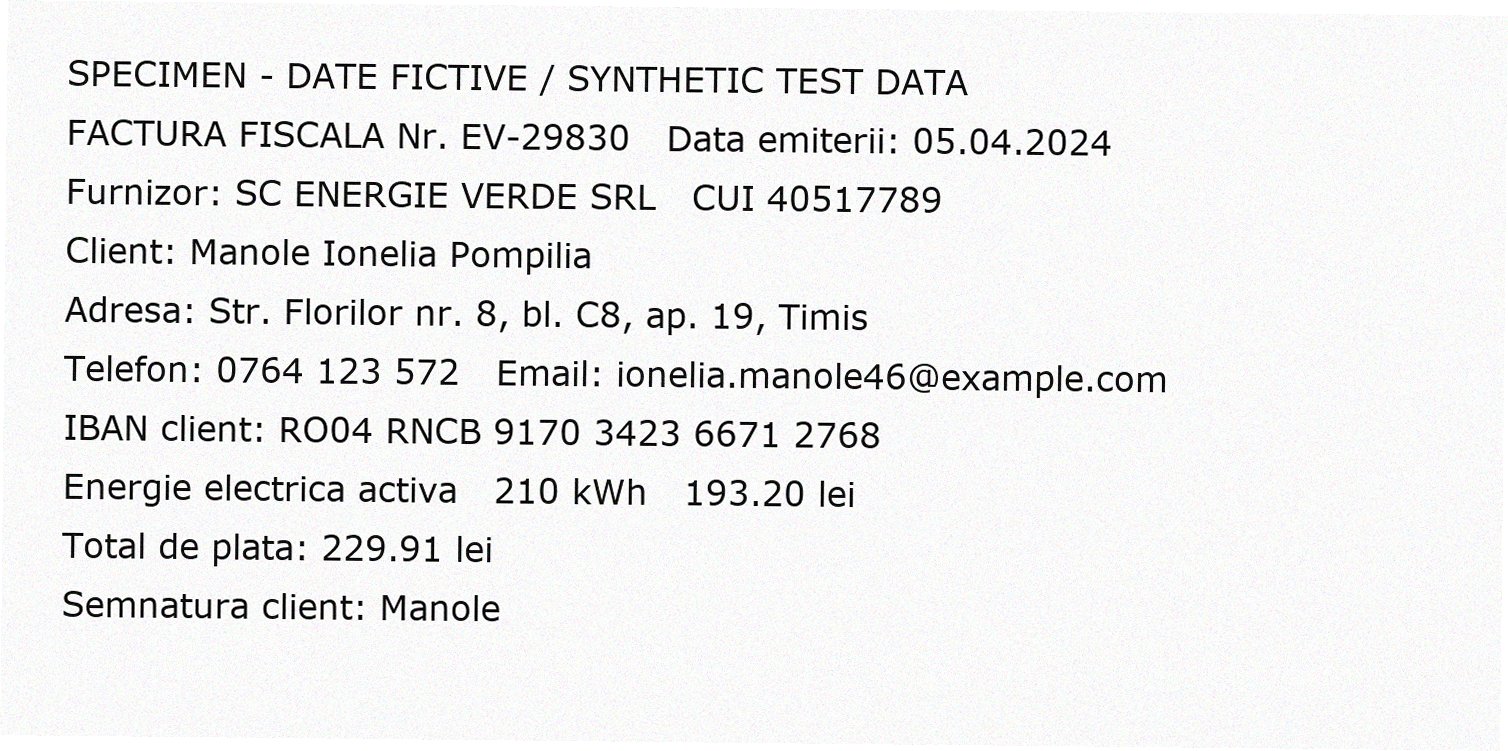 SPECIMEN - DATE FICTIVE / SYNTHETIC TEST DATA
FACTURA FISCALA Nr. EV-29830 Data emiterii: 05.04.2024
Furnizor: SC ENERGIE VERDE SRL CUI 40517789
Client: Manole Ionelia Pompilia
Adresa: Str. Florilor nr. 8, bl. C8, ap. 19, Timis
Telefon: 0764 123 572 Email: ionelia.manole46@example.com
IBAN client: RO04 RNCB 9170 3423 6671 2768
Energie electrica activa 210 kWh 193.20 lei
Total de plata: 229.91 lei
Semnatura client: Manole